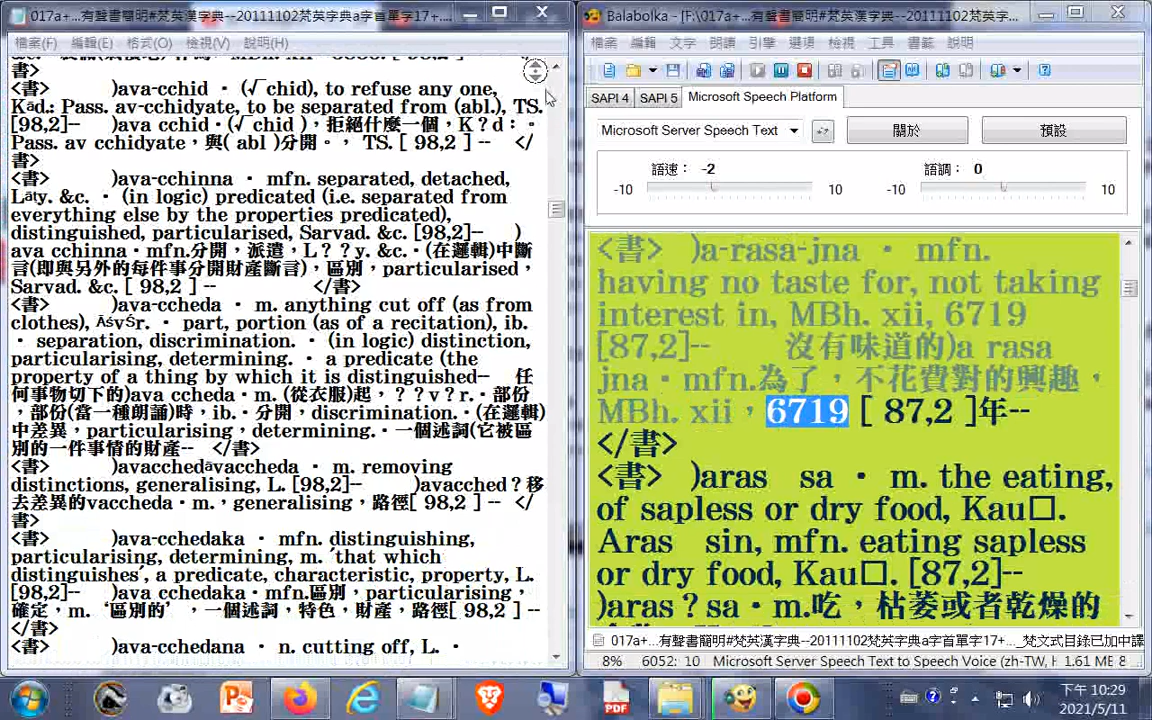 017a+...有聲書簡明#梵英漢字典--20111102梵英字典a字首單字17+...
檔案(F) 編輯(E) 格式(O) 檢視(V) 說明(H)
書>
<書> )ava-cchid • (√ chid), to refuse any one,
Kād: Pass. av-cchidyate, to be separated from (abl.), TS.
[98,2]-- )ava cchid•(√ chid )，拒絕什麼一個，K？d：。
Pass. av cchidyate，與( abl )分開。， TS. [ 98,2 ] -- </
書>
<書> )ava-cchinna • mfn. separated, detached,
Lāṭy. &c. • (in logic) predicated (i.e. separated from
everything else by the properties predicated),
distinguished, particularised, Sarvad. &c. [98,2]-- )
ava cchinna•mfn.分開，派遣，L？？y. &c.•(在邏輯)中斷
言(即與另外的每件事分開財產斷言)，區別，particularised，
Sarvad. &c. [ 98,2 ] -- </書>
<書> )ava-ccheda • m. anything cut off (as from
clothes), ĀśvŚr. • part, portion (as of a recitation), ib.
• separation, discrimination. • (in logic) distinction,
particularising, determining. • a predicate (the
property of a thing by which it is distinguished-- 任
何事物切下的)ava ccheda•m. (從衣服)起，？？v？r.•部份
，部份(當一種朗誦)時，ib.•分開，discrimination.•(在邏輯)
中差異，particularising，determining.•一個述詞(它被區
別的一件事情的財產-- </書>
<書> )avacchedāvaccheda • m. removing
distinctions, generalising, L. [98,2]-- )avacched？移
去差異的vaccheda•m.，generalising，路徑[ 98,2 ] -- </
書>
<書> )ava-cchedaka • mfn. distinguishing,
particularising, determining, m. 'that which
distinguishes', a predicate, characteristic, property, L.
[98,2]-- )ava cchedaka•mfn.區別，particularising，
確定，m.‘區別的’，一個述詞，特色，財產，路徑[ 98,2 ] --
</書>
<書> )ava-cchedana • n. cutting off, L. •
Balabolka - [F:\017a+...有聲書簡明#梵英漢字典--20111102梵英字...
檔案 編輯 文字 朗讀 引擎 選項 檢視 工具 書籤 說明
SAPI 4 SAPI 5 Microsoft Speech Platform
Microsoft Server Speech Text 關於 預設
語速： -2 語調： 0
-10 10 -10 10
<書> )a-rasa-jna • mfn.
having no taste for, not taking
interest in, MBh. xii, 6719
[87,2]-- 沒有味道的)a rasa
jna•mfn.為了，不花費對的興趣，
MBh. xii，6719 [ 87,2 ]年--
</書>
<書> )aras sa • m. the eating,
of sapless or dry food, Kau□.
Aras sin, mfn. eating sapless
or dry food, Kau□. [87,2]--
)aras？sa•m.吃，枯萎或者乾燥的
017a+...有聲書簡明#梵英漢字典--20111102梵英字典a字首單字17+..._梵文式目錄已加中譯
8% 6052: 10 Microsoft Server Speech Text to Speech Voice (zh-TW, H 1.61 ME 8
下午 10:29
2021/5/11